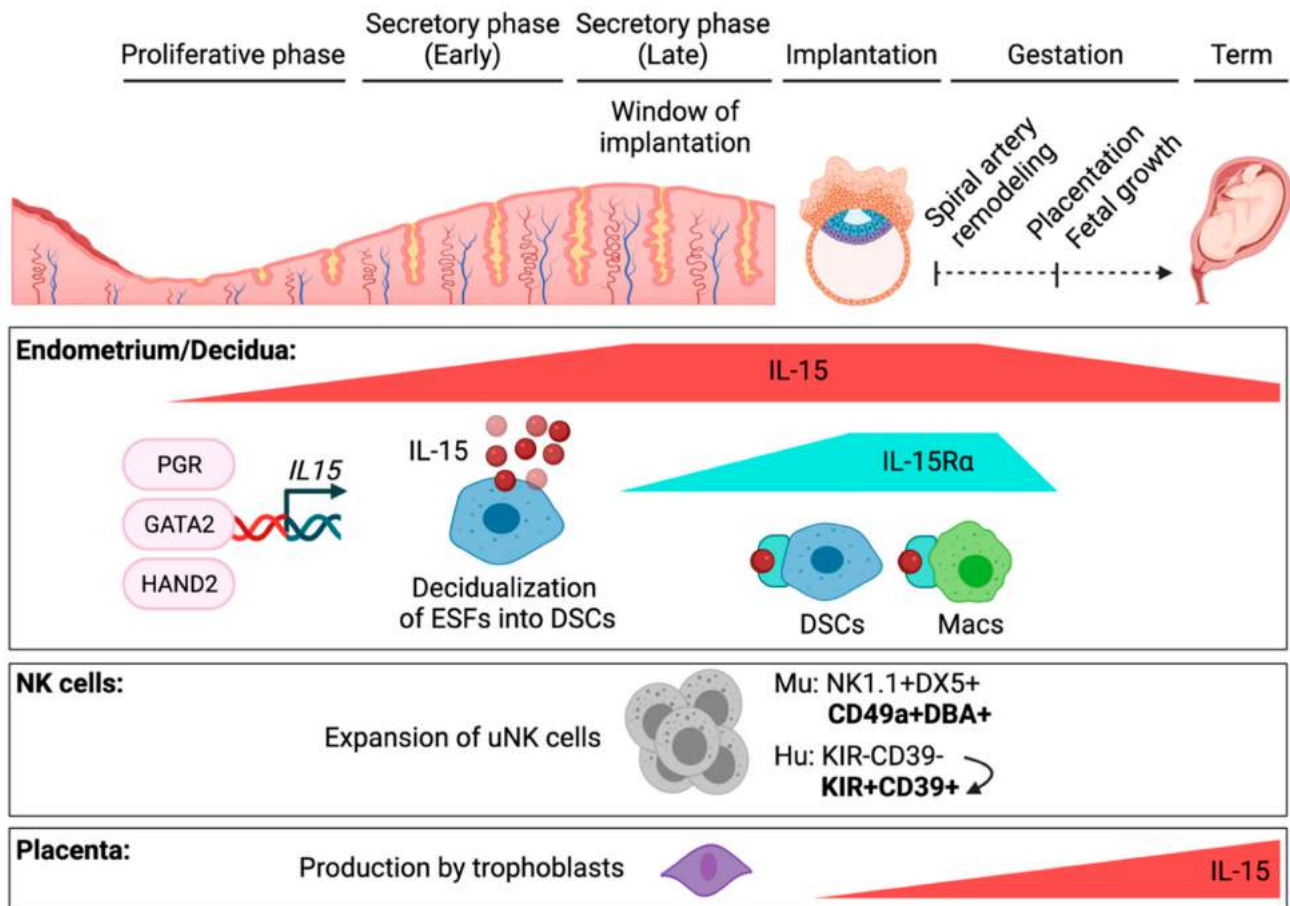 Proliferative phase
Secretory phase
(Early)
Secretory phase
(Late)
Implantation
Gestation
Term
Window of
implantation
Spiral artery
remodeling
Placentation
Fetal growth
Endometrium/Decidua:
IL-15
PGR
GATA2
HAND2
IL15
IL-15
Decidualization
of ESFs into DSCs
IL-15Rα
DSCs
Macs
NK cells:
Expansion of uNK cells
Mu: NK1.1+DX5+
CD49a+DBA+
Hu: KIR-CD39-
KIR+CD39+
Placenta:
Production by trophoblasts
IL-15